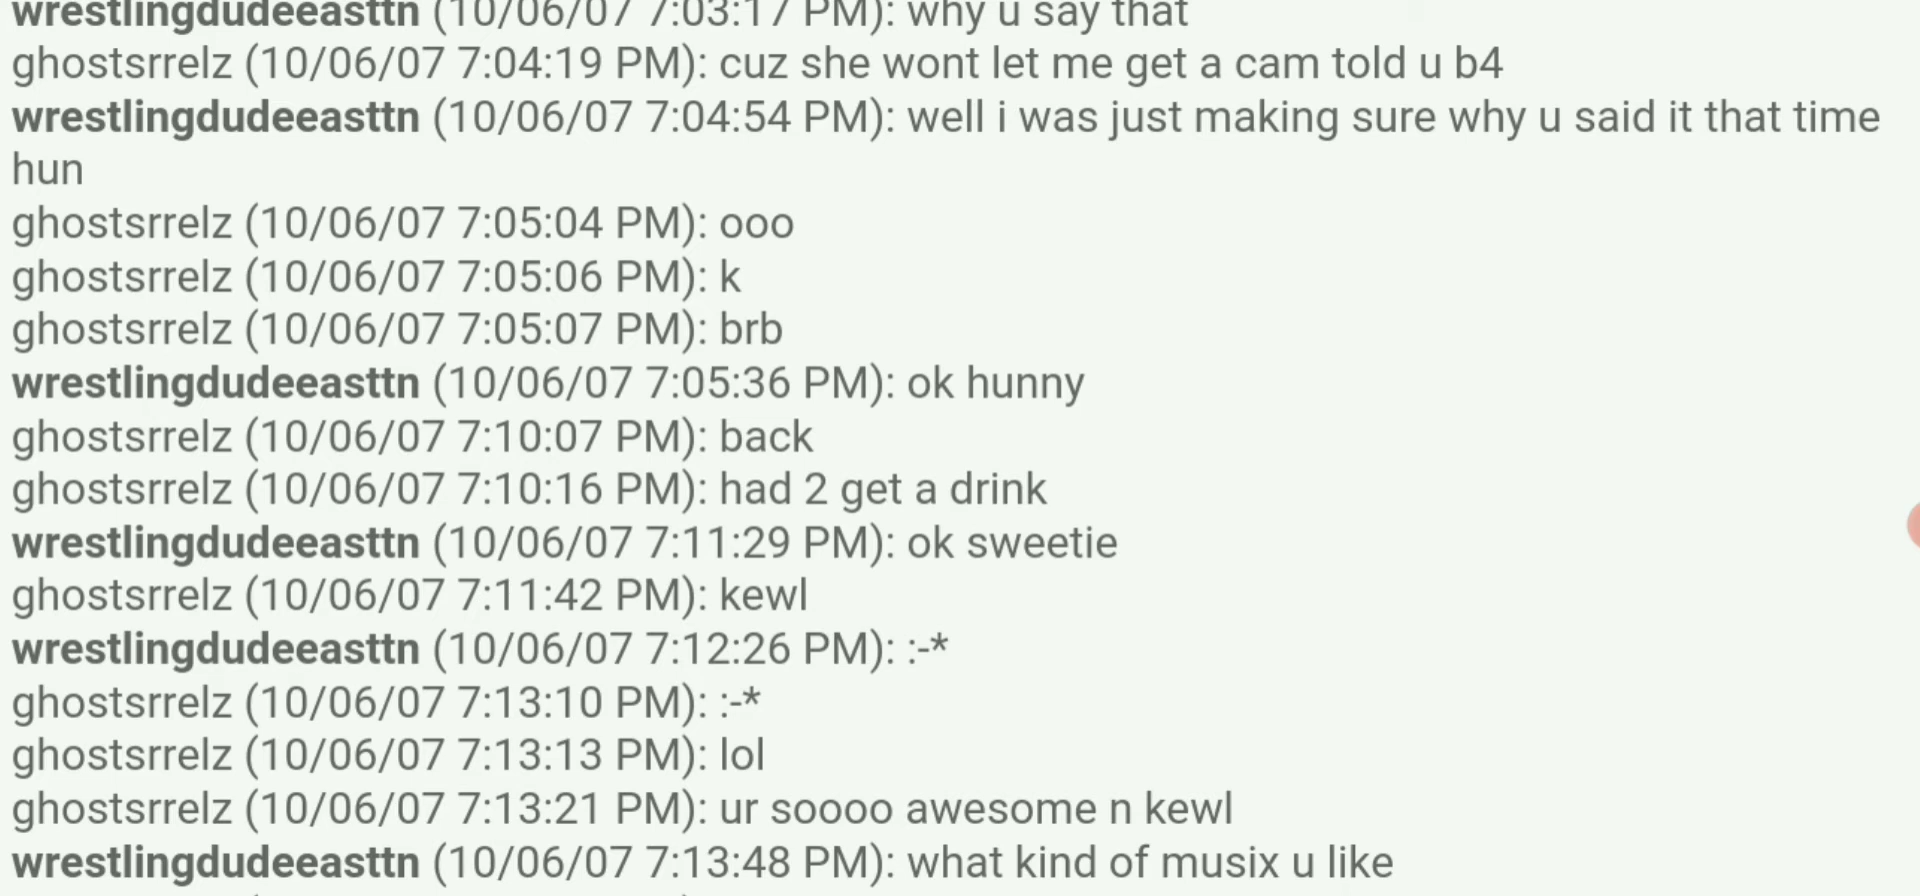 wrestlingdudeeasttn (10/06/07 7:03:17 PM): why u say that
ghostsrrelz (10/06/07 7:04:19 PM): cuz she wont let me get a cam told u b4
wrestlingdudeeasttn (10/06/07 7:04:54 PM): well i was just making sure why u said it that time
hun
ghostsrrelz (10/06/07 7:05:04 PM): ooo
ghostsrrelz (10/06/07 7:05:06 PM): k
ghostsrrelz (10/06/07 7:05:07 PM): brb
wrestlingdudeeasttn (10/06/07 7:05:36 PM): ok hunny
ghostsrrelz (10/06/07 7:10:07 PM): back
ghostsrrelz (10/06/07 7:10:16 PM): had 2 get a drink
wrestlingdudeeasttn (10/06/07 7:11:29 PM): ok sweetie
ghostsrrelz (10/06/07 7:11:42 PM): kewl
wrestlingdudeeasttn (10/06/07 7:12:26 PM): :-*
ghostsrrelz (10/06/07 7:13:10 PM): :-*
ghostsrrelz (10/06/07 7:13:13 PM): lol
ghostsrrelz (10/06/07 7:13:21 PM): ur soooo awesome n kewl
wrestlingdudeeasttn (10/06/07 7:13:48 PM): what kind of musix u like